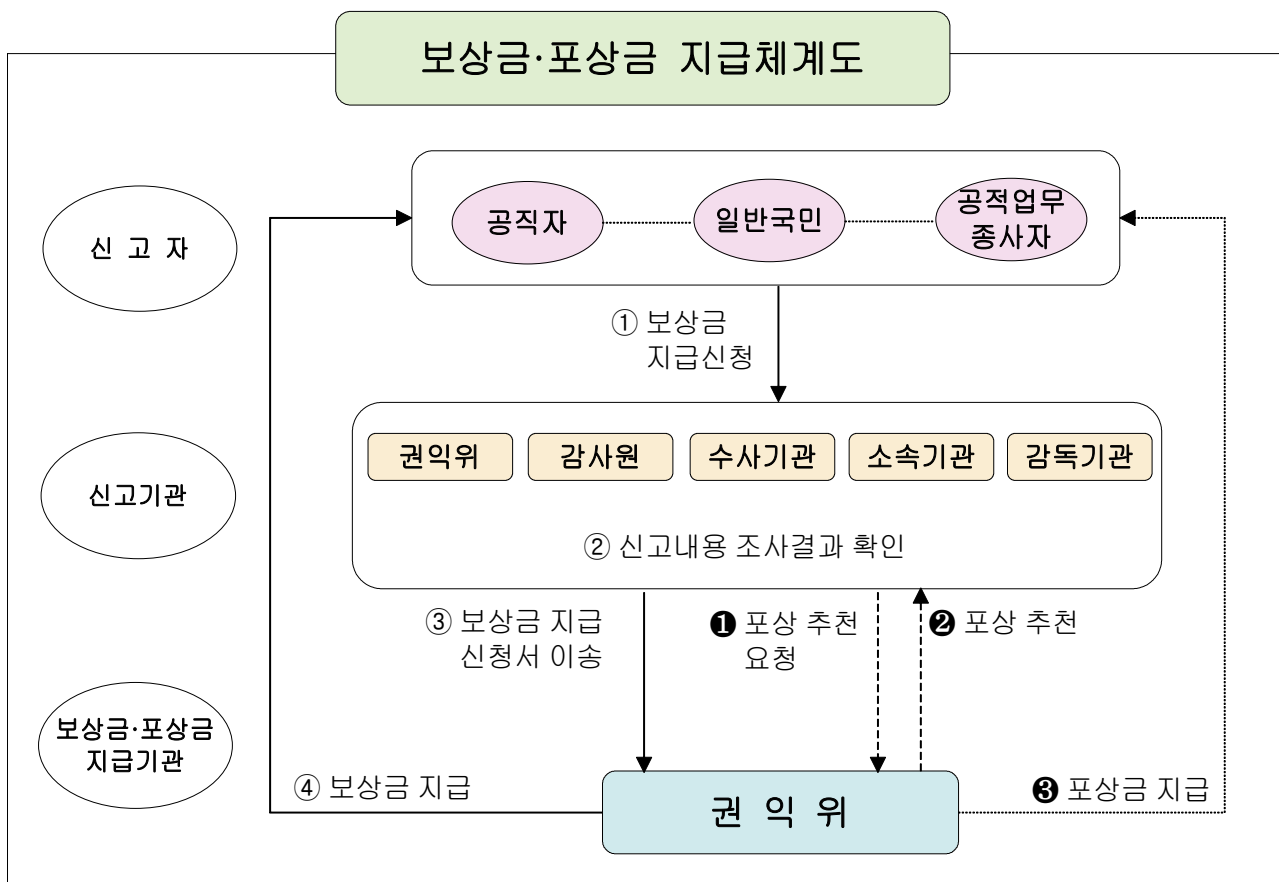 보상금·포상금 지급체계도
신 고 자
공직자
일반국민
공적업무
종사자
① 보상금
지급신청
신고기관
권익위
감사원
수사기관
소속기관
감독기관
② 신고내용 조사결과 확인
③ 보상금 지급
신청서 이송
❶ 포상 추천
요청
❷ 포상 추천
보상금·포상금
지급기관
④ 보상금 지급
권 익 위
❸ 포상금 지급